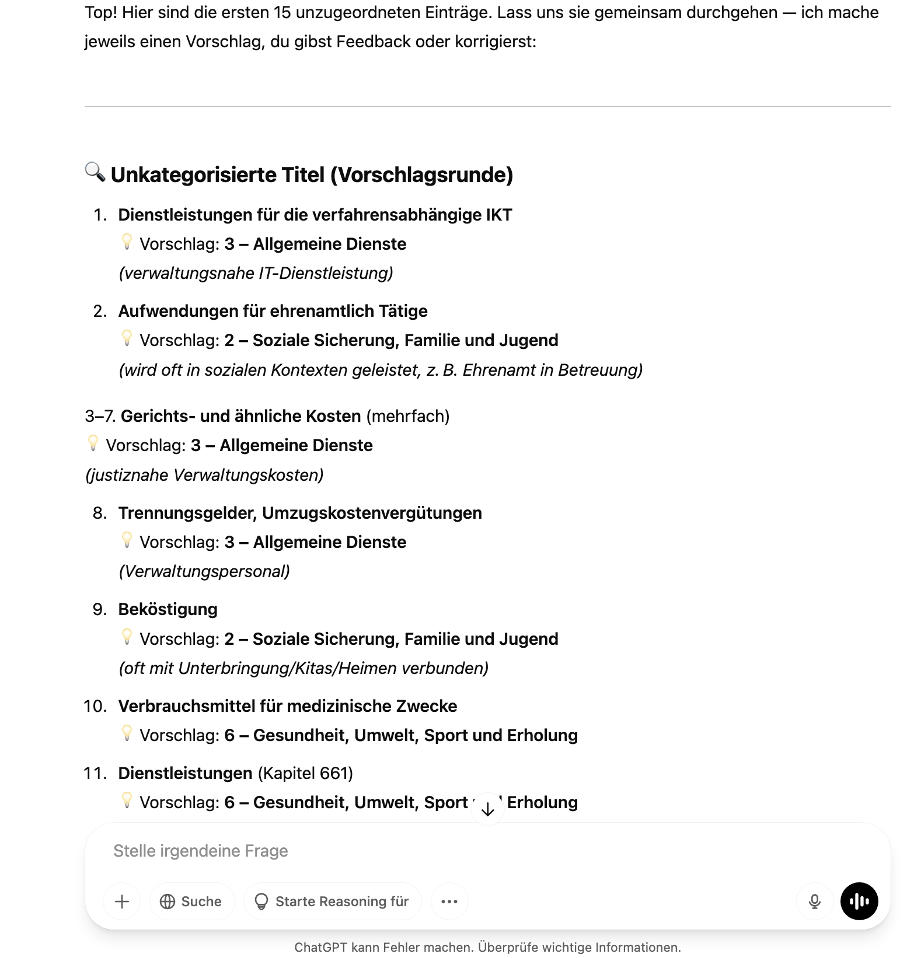 Top! Hier sind die ersten 15 unzugeordneten Einträge. Lass uns sie gemeinsam durchgehen — ich mache
jeweils einen Vorschlag, du gibst Feedback oder korrigierst:
🔍 Unkategorisierte Titel (Vorschlagsrunde)
1. Dienstleistungen für die verfahrensabhängige IKT
💡 Vorschlag: 3 – Allgemeine Dienste
(verwaltungsnahe IT-Dienstleistung)
2. Aufwendungen für ehrenamtlich Tätige
💡 Vorschlag: 2 – Soziale Sicherung, Familie und Jugend
(wird oft in sozialen Kontexten geleistet, z. B. Ehrenamt in Betreuung)
3–7. Gerichts- und ähnliche Kosten (mehrfach)
💡 Vorschlag: 3 – Allgemeine Dienste
(justiznahe Verwaltungskosten)
8. Trennungsgelder, Umzugskostenvergütungen
💡 Vorschlag: 3 – Allgemeine Dienste
(Verwaltungspersonal)
9. Beköstigung
💡 Vorschlag: 2 – Soziale Sicherung, Familie und Jugend
(oft mit Unterbringung/Kitas/Heimen verbunden)
10. Verbrauchsmittel für medizinische Zwecke
💡 Vorschlag: 6 – Gesundheit, Umwelt, Sport und Erholung
11. Dienstleistungen (Kapitel 661)
💡 Vorschlag: 6 – Gesundheit, Umwelt, Sport Erholung
Stelle irgendeine Frage
Suche
Starte Reasoning für
ChatGPT kann Fehler machen. Überprüfe wichtige Informationen.